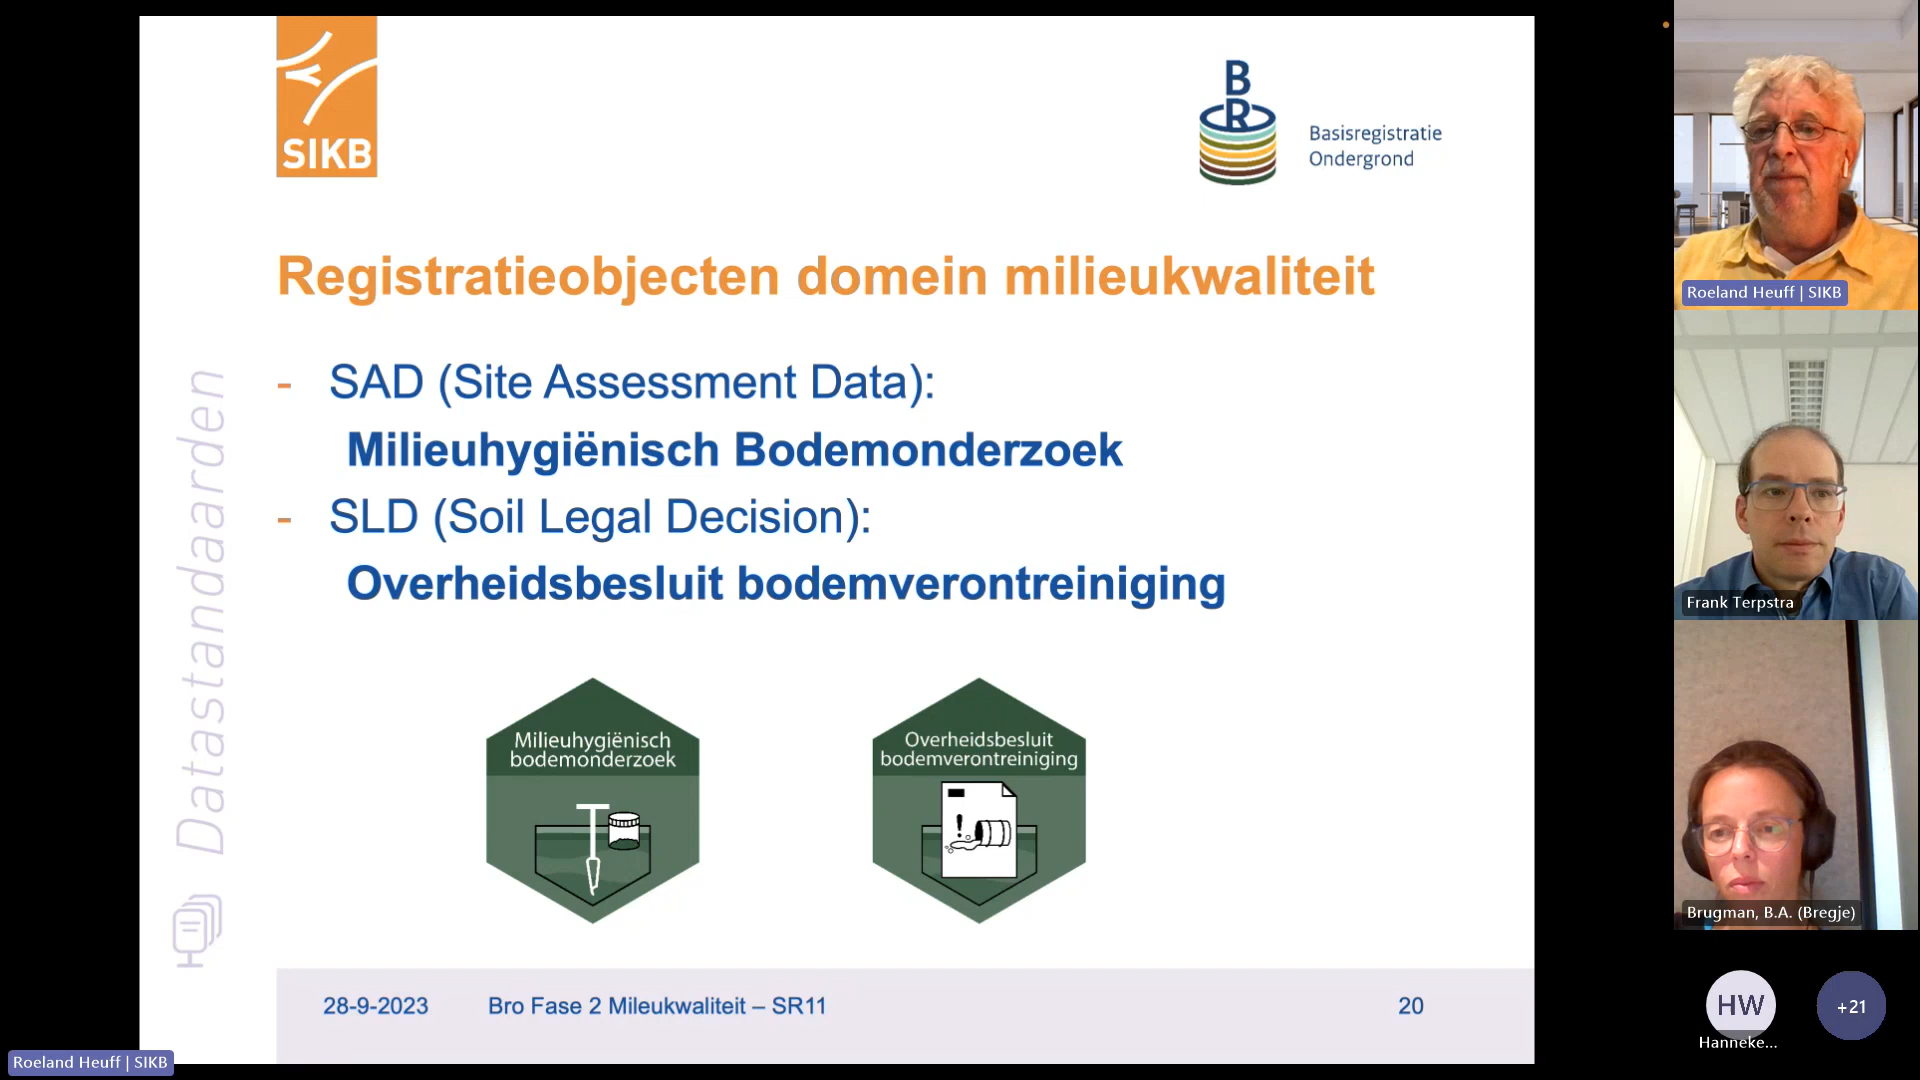 SIKB
B
R
Basisregistratie
Ondergrond
Registratieobjecten domein milieukwaliteit
- SAD (Site Assessment Data):
Milieuhygiënisch Bodemonderzoek
- SLD (Soil Legal Decision):
Overheidsbesluit bodemverontreiniging
Datastandaarden
Milieuhygiënisch
bodemonderzoek
Overheidsbesluit
bodemverontreiniging
!
28-9-2023 Bro Fase 2 Mileukwaliteit – SR11 20
Roeland Heuff | SIKB
Roeland Heuff | SIKB
Frank Terpstra
Brugman, B.A. (Bregje)
HW
Hanneke...
+21